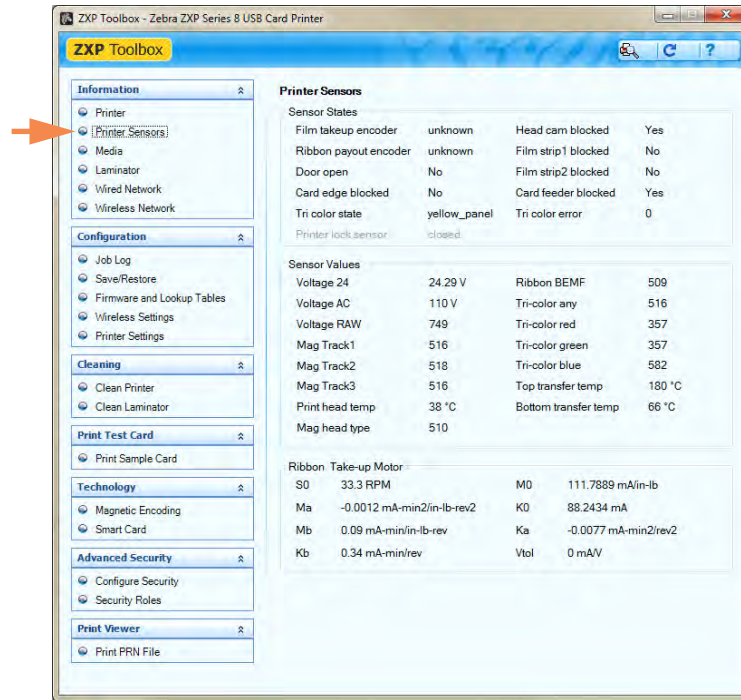 ZXP Toolbox - Zebra ZXP Series 8 USB Card Printer
ZXP Toolbox
Information
Printer
Printer Sensors
Media
Laminator
Wired Network
Wireless Network
Configuration
Job Log
Save/Restore
Firmware and Lookup Tables
Wireless Settings
Printer Settings
Cleaning
Clean Printer
Clean Laminator
Print Test Card
Print Sample Card
Technology
Magnetic Encoding
Smart Card
Advanced Security
Configure Security
Security Roles
Print Viewer
Print PRN File
Printer Sensors
Sensor States
Film takeup encoder unknown Head cam blocked Yes
Ribbon payout encoder unknown Film strip1 blocked No
Door open No Film strip2 blocked No
Card edge blocked No Card feeder blocked Yes
Tri color state yellow_panel Tri color error 0
Printer lock sensor closed
Sensor Values
Voltage 24 24.29 V Ribbon BEMF 509
Voltage AC 110 V Tri-color any 516
Voltage RAW 749 Tri-color red 357
Mag Track1 516 Tri-color green 357
Mag Track2 518 Tri-color blue 582
Mag Track3 516 Top transfer temp 180 °C
Print head temp 38 °C Bottom transfer temp 66 °C
Mag head type 510
Ribbon Take-up Motor
S0 33.3 RPM M0 111.7889 mA/in-lb
Ma -0.0012 mA-min2/in-lb-rev2 K0 88.2434 mA
Mb 0.09 mA-min/in-lb-rev Ka -0.0077 mA-min2/rev2
Kb 0.34 mA-min/rev Vtol 0 mA/V